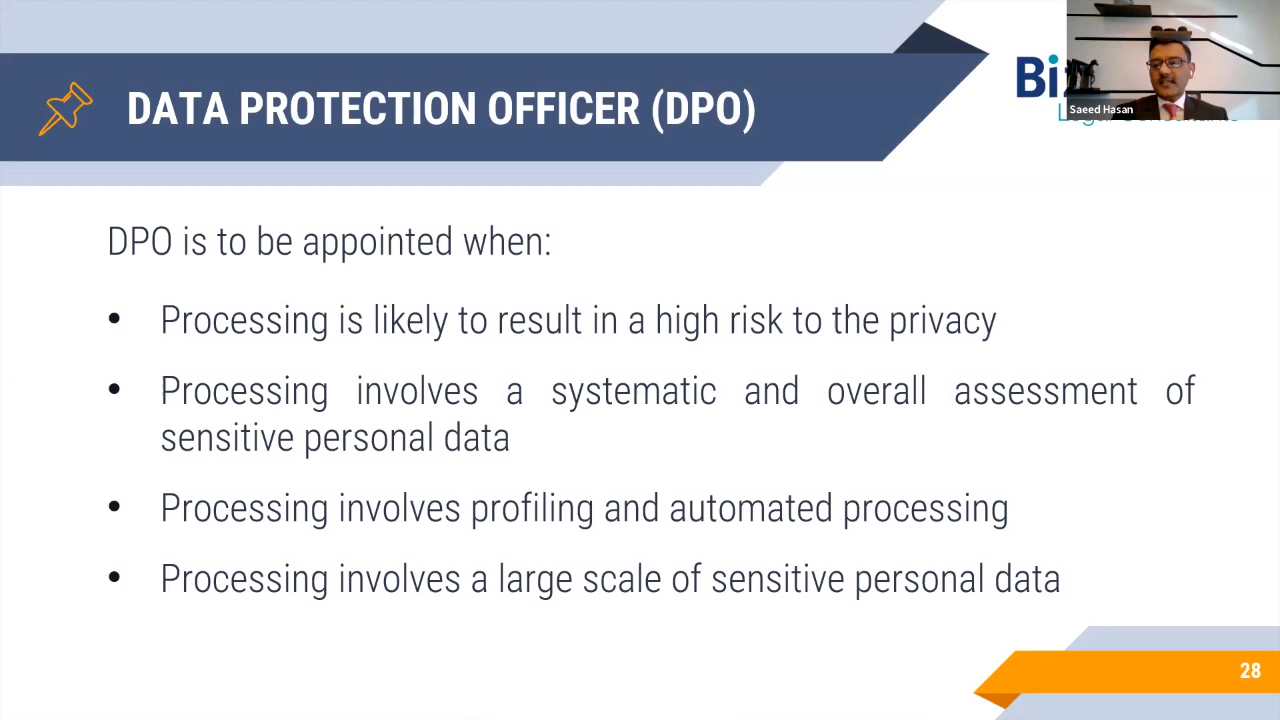 DATA PROTECTION OFFICER (DPO)
Saeed Hasan
DPO is to be appointed when:
• Processing is likely to result in a high risk to the privacy
• Processing involves a systematic and overall assessment of
sensitive personal data
• Processing involves profiling and automated processing
• Processing involves a large scale of sensitive personal data
28